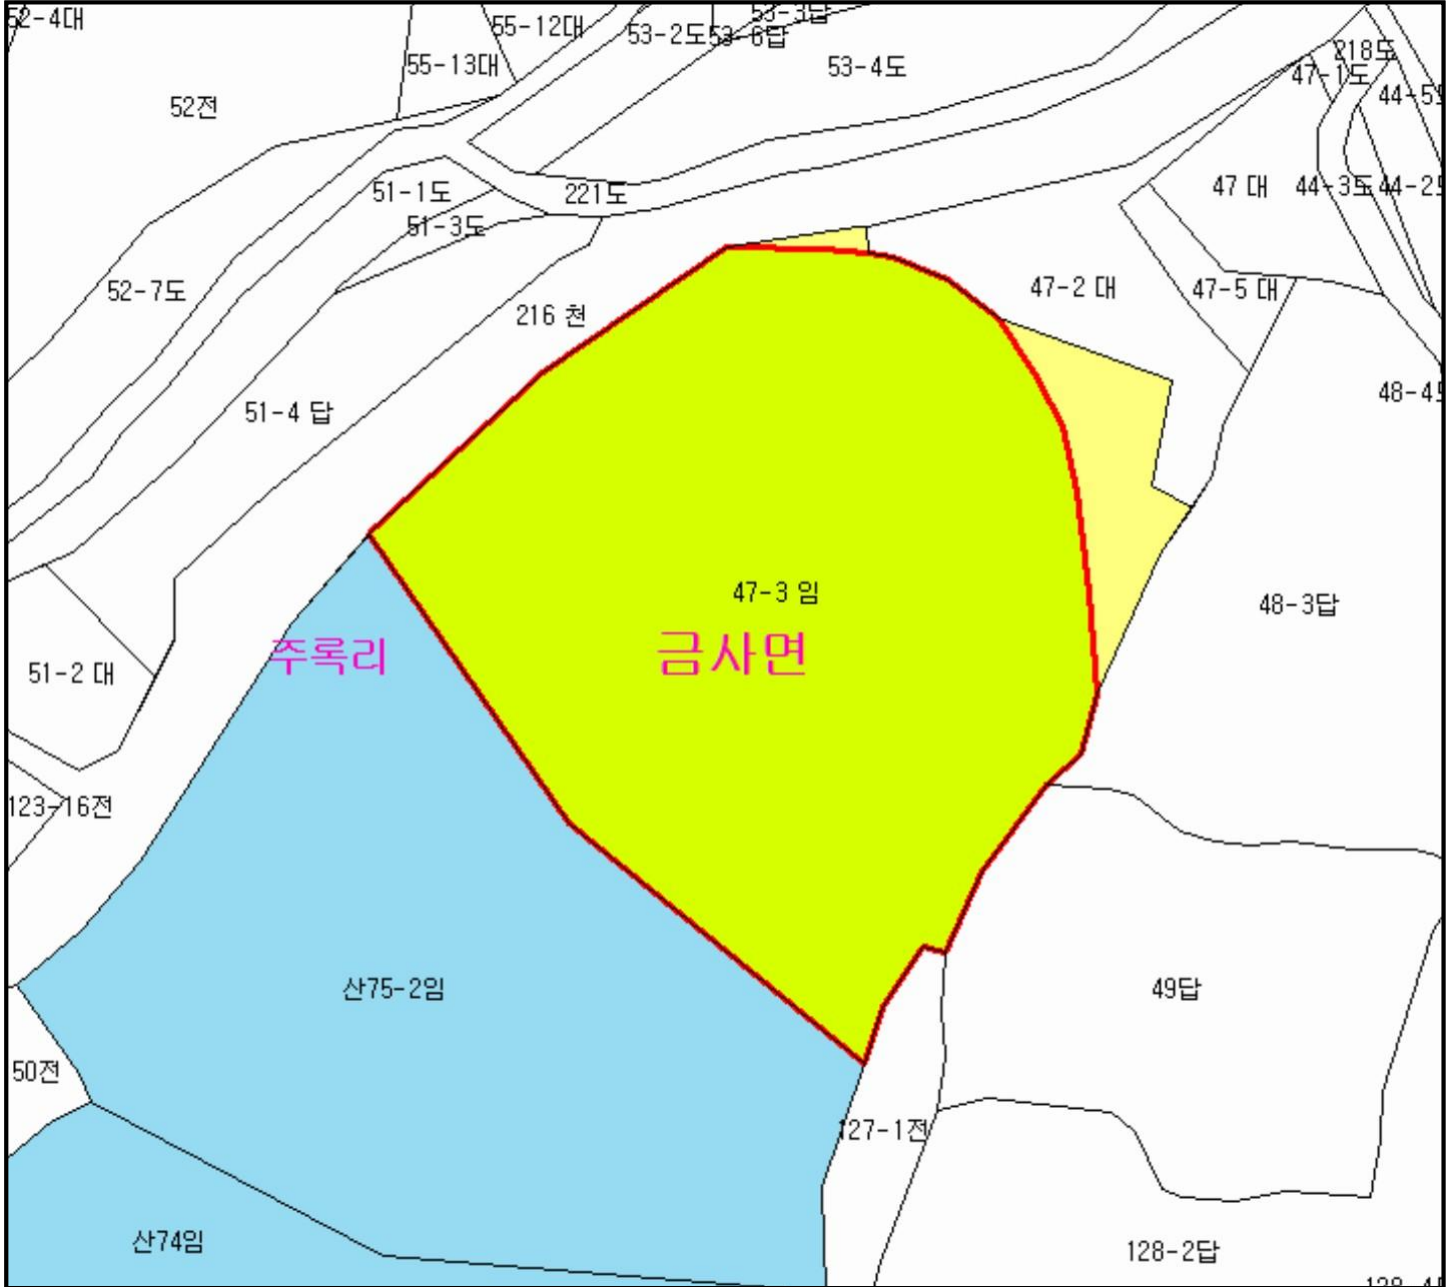 52-4대
55-12대
53-3답
53-2도
53-6답
55-13대
53-4도
218도
47-1도
44-5
52전
51-1도
221도
47 대
44-3도
44-2
51-3도
52-7도
216 천
47-2 대
47-5 대
51-4 답
48-4
47-3 임
48-3답
주록리
금사면
51-2 대
123-16전
산75-2임
49답
50전
127-1전
산74임
128-2답